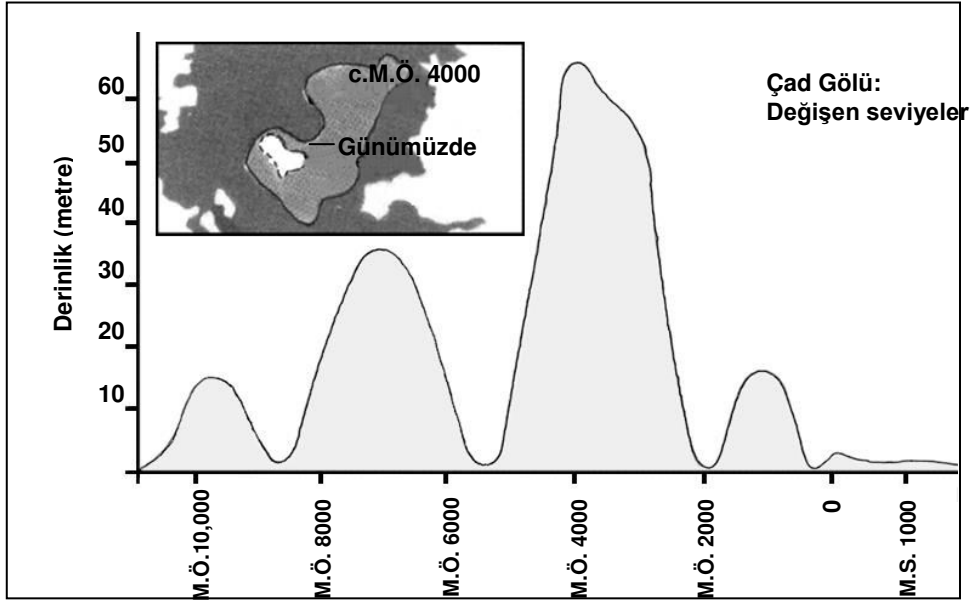 c.M.Ö. 4000
Günümüzde
Çad Gölü:
Değişen seviyeler
Derinlik (metre)
60
50
40
30
20
10
M.Ö.10,000
M.Ö. 8000
M.Ö. 6000
M.Ö. 4000
M.Ö. 2000
0
M.S. 1000